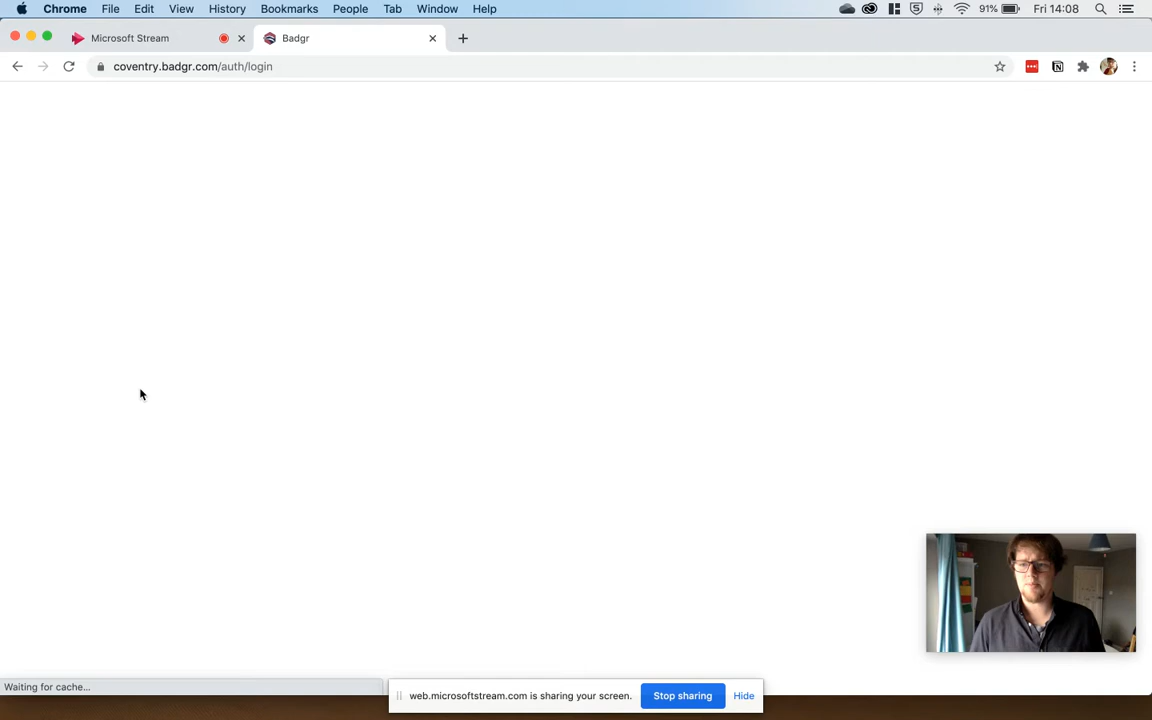 Chrome File Edit View History Bookmarks People Tab Window Help 91% Fri 14:08
Microsoft Stream Badgr
coventry.badgr.com/auth/login
Waiting for cache...
web.microsoftstream.com is sharing your screen. Stop sharing Hide